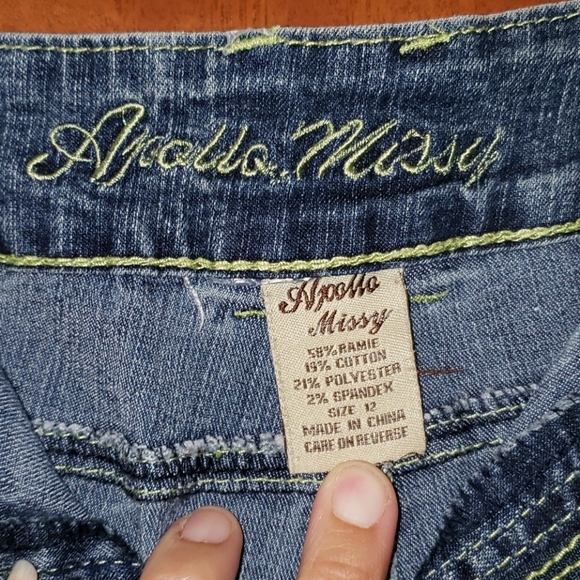 Apollo Missy
Apollo
Missy
58% RAMIE
19% COTTON
21% POLYESTER
2% SPANDEX
SIZE 12
MADE IN CHINA
CARE ON REVERSE